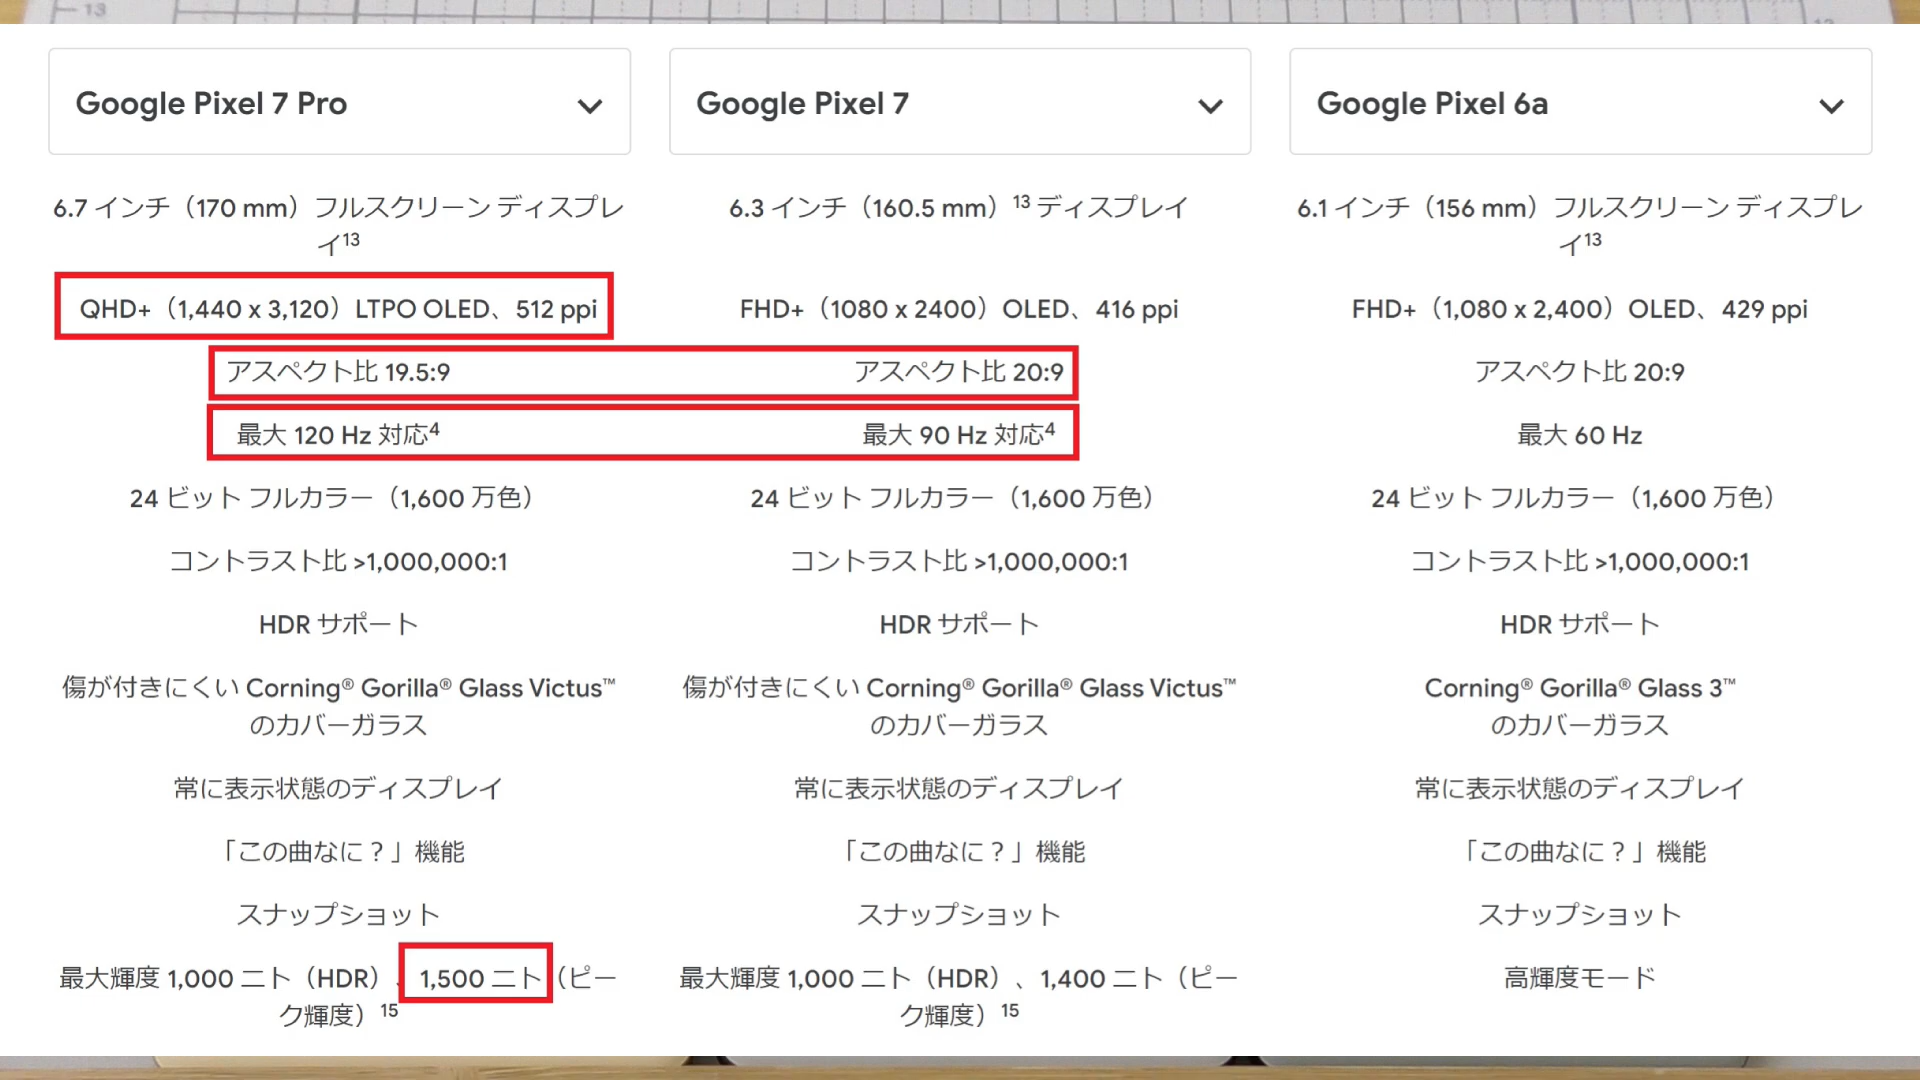 13
Google Pixel 7 Pro
Google Pixel 7
Google Pixel 6a
6.7 インチ（170 mm）フルスクリーン ディスプレ
イ13
6.3 インチ（160.5 mm）13 ディスプレイ
6.1 インチ（156 mm）フルスクリーン ディスプレ
イ13
QHD+（1,440 x 3,120）LTPO OLED、512 ppi
FHD+（1080 x 2400）OLED、416 ppi
FHD+（1,080 x 2,400）OLED、429 ppi
アスペクト比 19.5:9
アスペクト比 20:9
アスペクト比 20:9
最大 120 Hz 対応4
最大 90 Hz 対応4
最大 60 Hz
24 ビット フルカラー（1,600 万色）
24 ビット フルカラー（1,600 万色）
24 ビット フルカラー（1,600 万色）
コントラスト比 >1,000,000:1
コントラスト比 >1,000,000:1
コントラスト比 >1,000,000:1
HDR サポート
HDR サポート
HDR サポート
傷が付きにくい Corning® Gorilla® Glass Victus™
のカバーガラス
傷が付きにくい Corning® Gorilla® Glass Victus™
のカバーガラス
Corning® Gorilla® Glass 3™
のカバーガラス
常に表示状態のディスプレイ
常に表示状態のディスプレイ
常に表示状態のディスプレイ
「この曲なに？」機能
「この曲なに？」機能
「この曲なに？」機能
スナップショット
スナップショット
スナップショット
最大輝度 1,000 ニト（HDR）、1,500 ニト（ピー
ク輝度）15
最大輝度 1,000 ニト（HDR）、1,400 ニト（ピー
ク輝度）15
高輝度モード